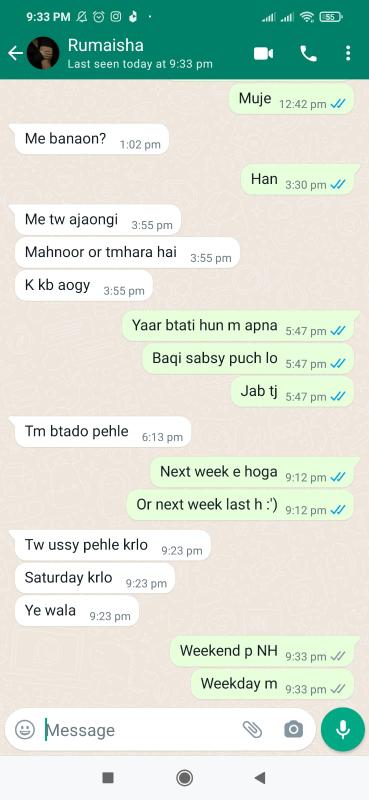 9:33 PM
55
Rumaisha
Last seen today at 9:33 pm
Muje 12:42 pm
Me banaon? 1:02 pm
Han 3:30 pm
Me tw ajaongi 3:55 pm
Mahnoor or tmhara hai 3:55 pm
K kb aogy 3:55 pm
Yaar btati hun m apna 5:47 pm
Baqi sabsy puch lo 5:47 pm
Jab tj 5:47 pm
Tm btado pehle 6:13 pm
Next week e hoga 9:12 pm
Or next week last h :') 9:12 pm
Tw ussy pehle krlo 9:23 pm
Saturday krlo 9:23 pm
Ye wala 9:23 pm
Weekend p NH 9:33 pm
Weekday m 9:33 pm
Message